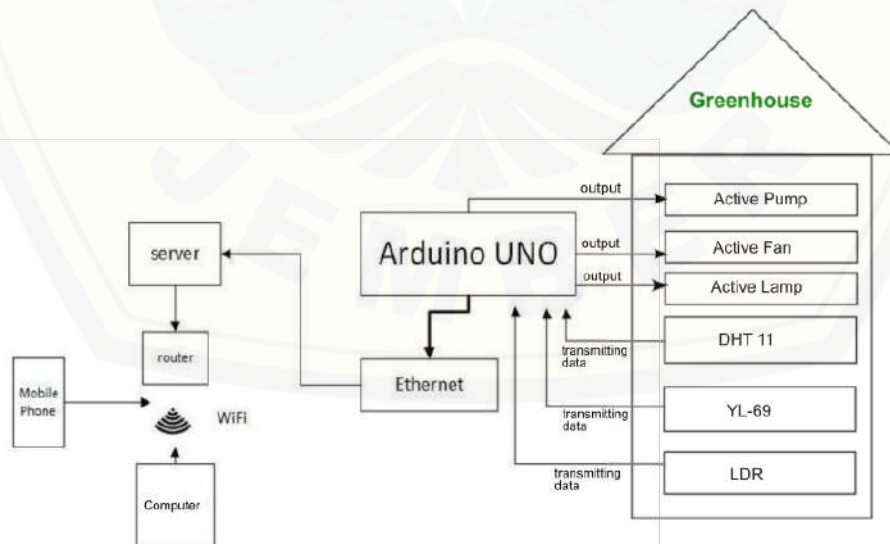 Greenhouse
output
Active Pump
server
Arduino UNO
output
Active Fan
output
Active Lamp
router
transmitting
data
DHT 11
Ethernet
Mobile
Phone
WiFi
transmitting
data
YL-69
transmitting
data
LDR
Computer
JEMBER